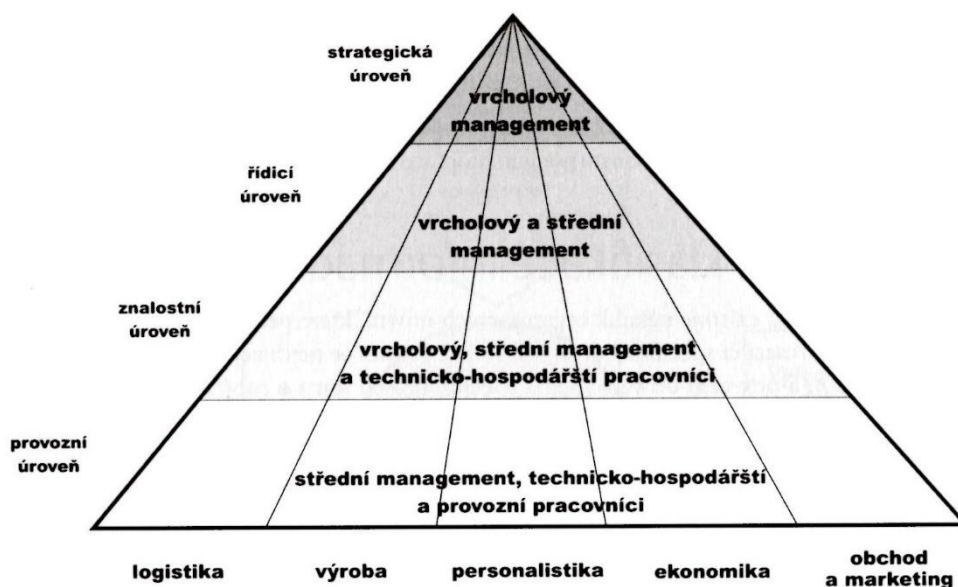 strategická
úroveň
vrcholový
management
řídicí
úroveň
vrcholový a střední
management
znalostní
úroveň
vrcholový, střední management
a technicko-hospodářští pracovníci
provozní
úroveň
střední management, technicko-hospodářští
a provozní pracovníci
logistika
výroba
personalistika
ekonomika
obchod
a marketing